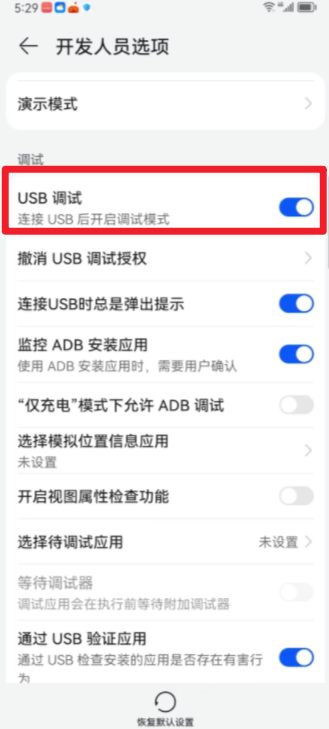 5:29
开发人员选项
演示模式
调试
USB 调试
连接 USB 后开启调试模式
撤消 USB 调试授权
连接USB时总是弹出提示
监控 ADB 安装应用
使用 ADB 安装应用时，需要用户确认
“仅充电”模式下允许 ADB 调试
选择模拟位置信息应用
未设置
开启视图属性检查功能
选择待调试应用 未设置
等待调试器
调试应用会在执行前等待附加调试器
通过 USB 验证应用
通过 USB 检查安装的应用是否存在有害行
为
恢复默认设置